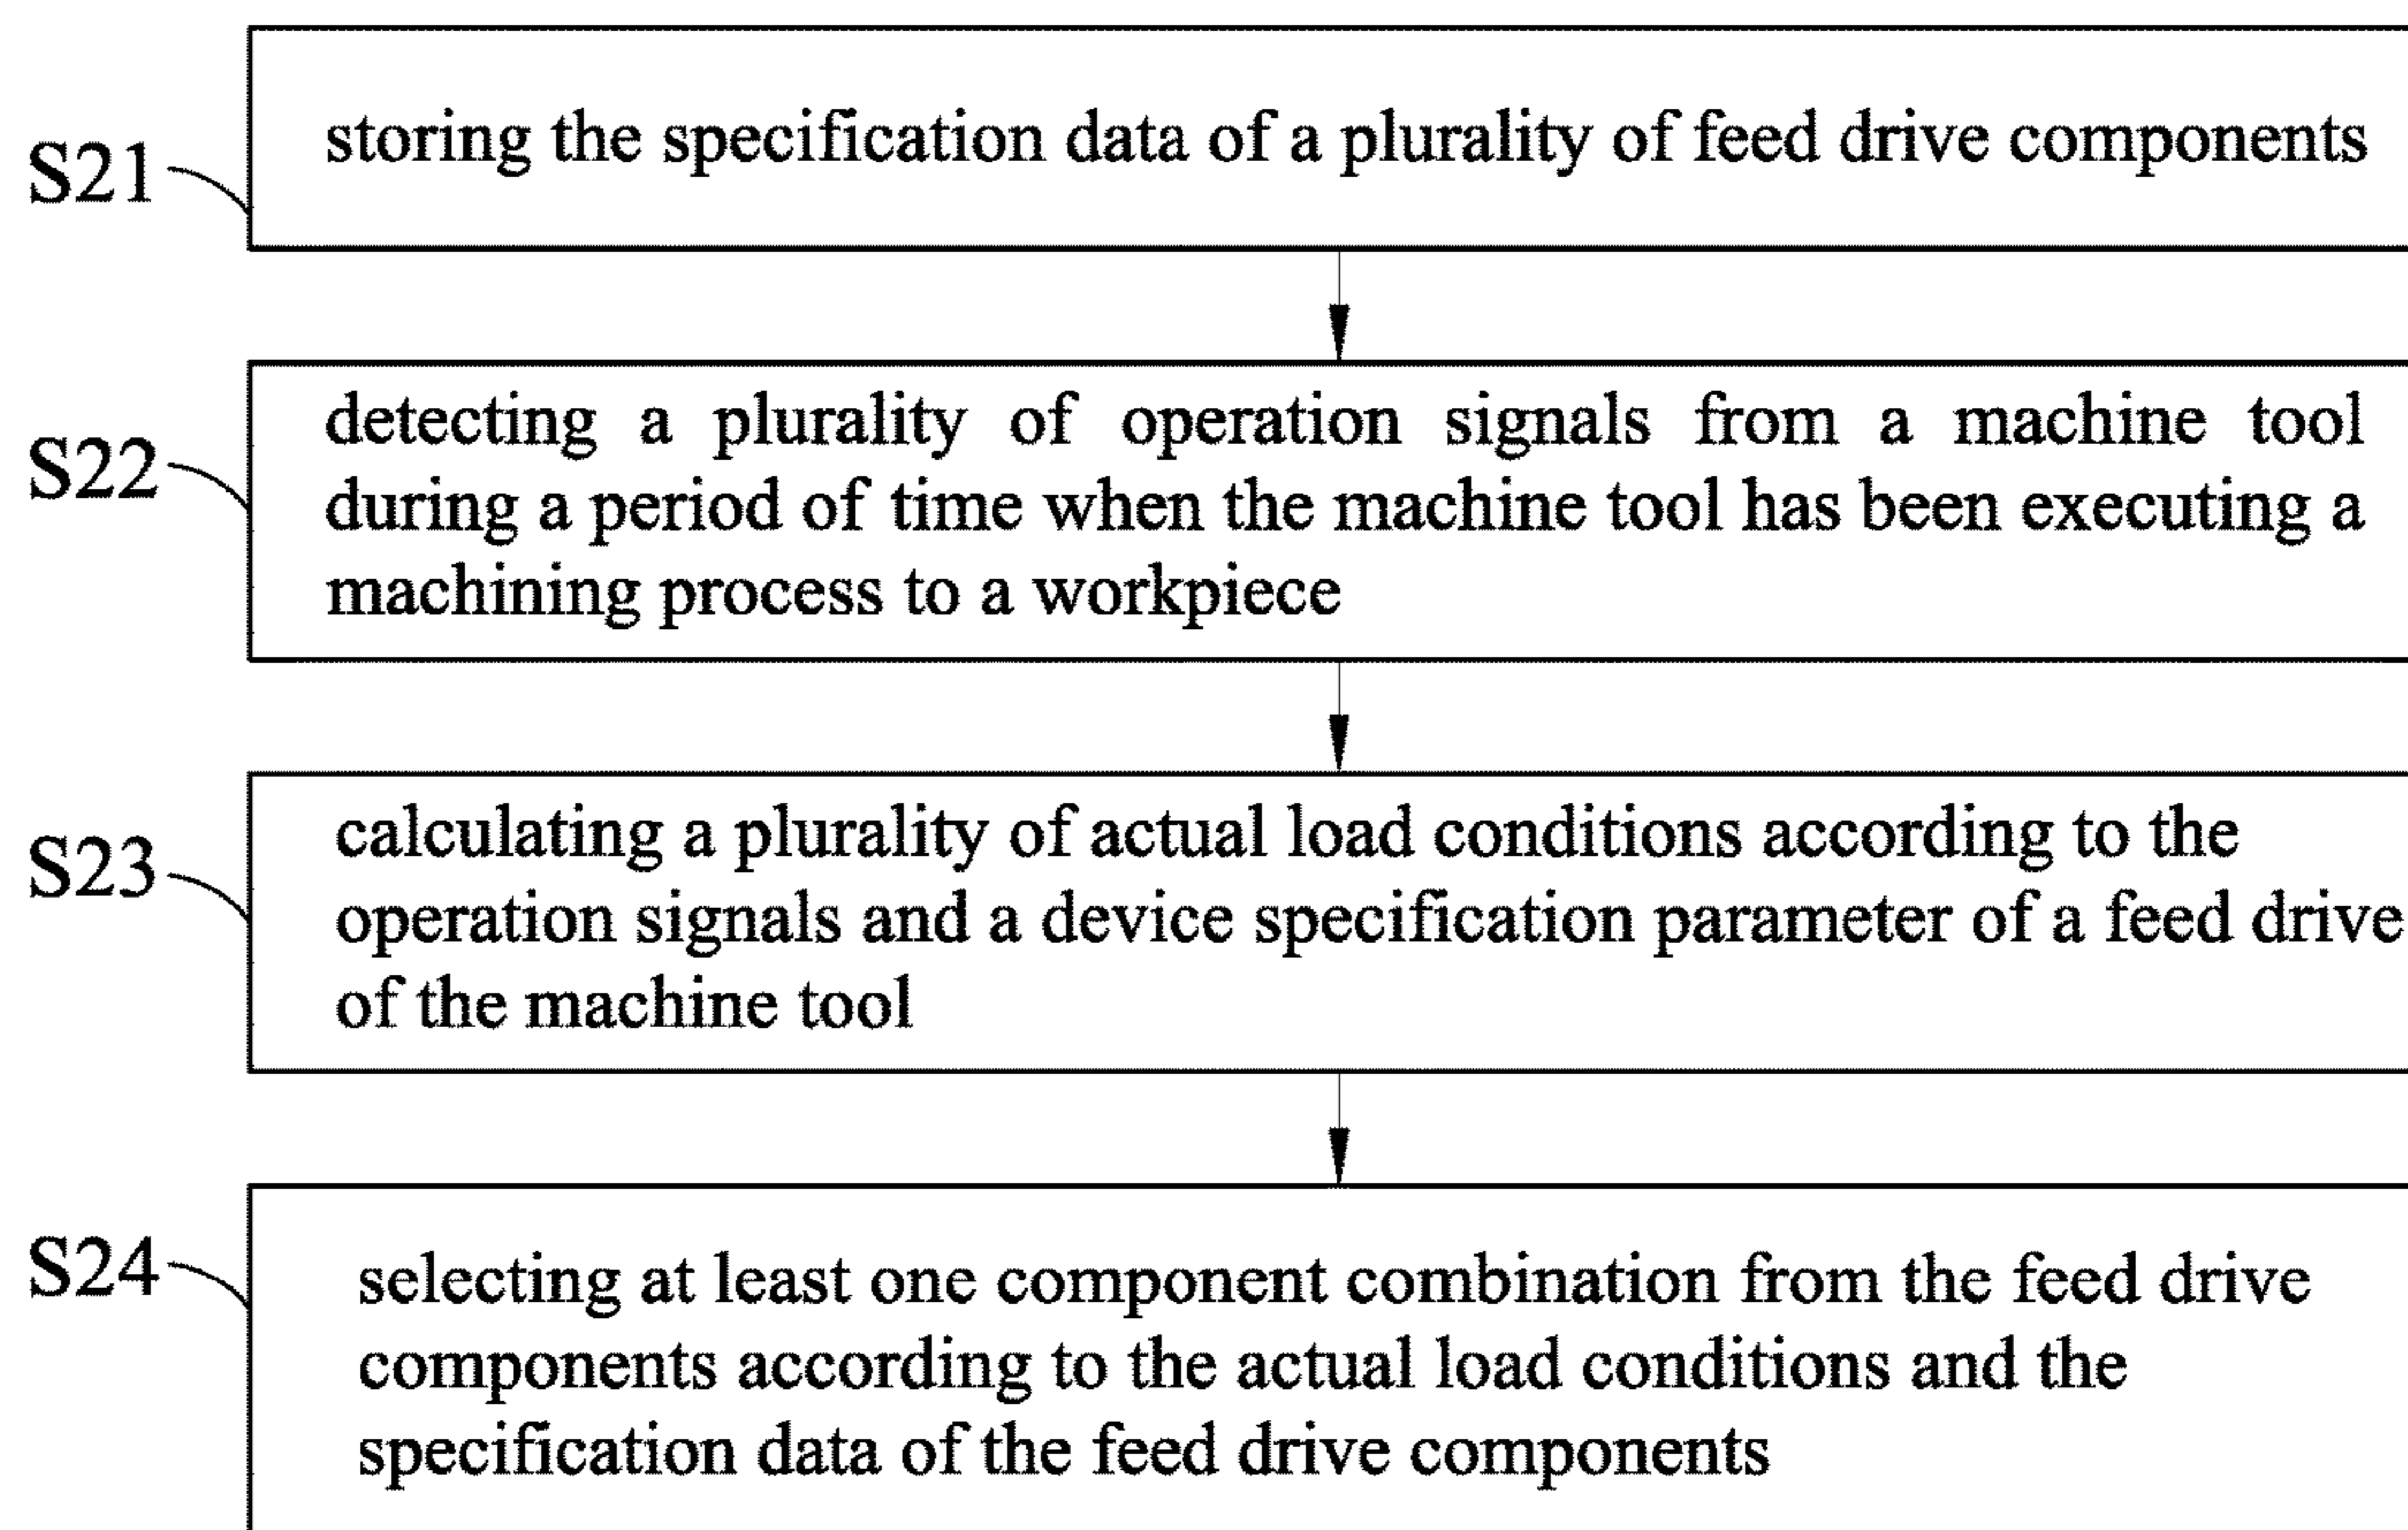 S21
storing the specification data of a plurality of feed drive components
S22
detecting a plurality of operation signals from a machine tool
during a period of time when the machine tool has been executing a
machining process to a workpiece
S23
calculating a plurality of actual load conditions according to the
operation signals and a device specification parameter of a feed drive
of the machine tool
S24
selecting at least one component combination from the feed drive
components according to the actual load conditions and the
specification data of the feed drive components